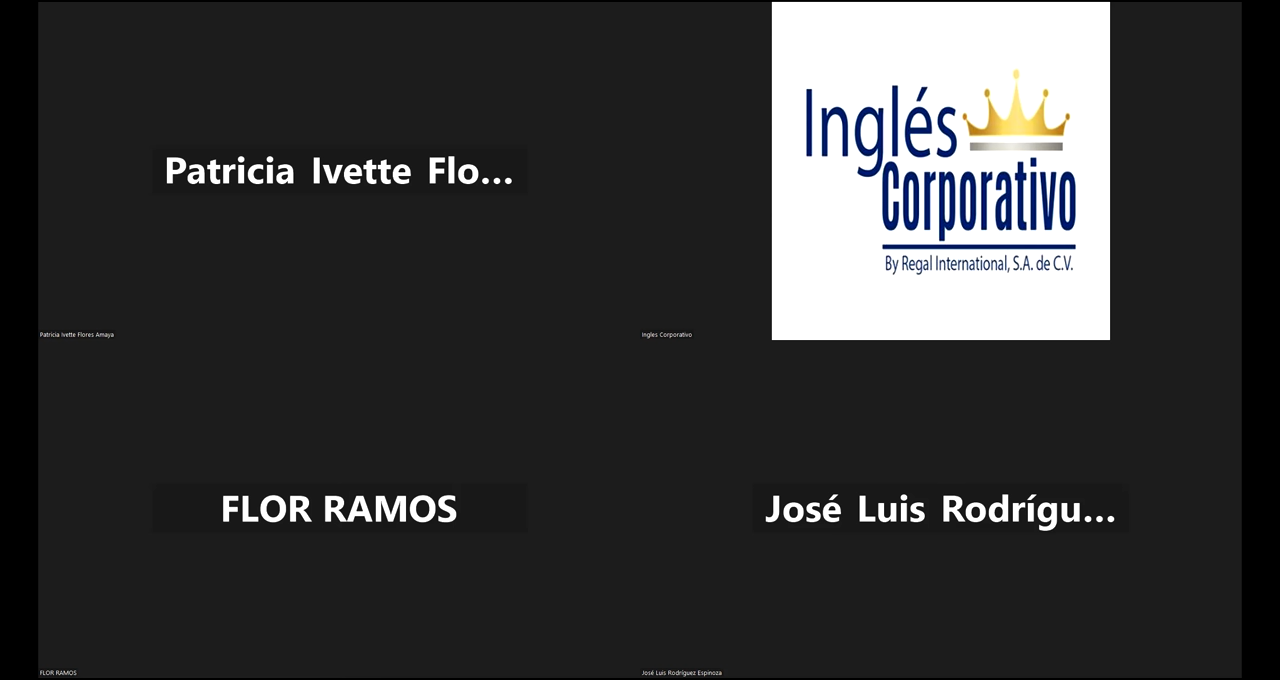 Patricia Ivette Flo...
Patricia Ivette Flores Amaya
Inglés
Corporativo
By Regal International, S.A. de C.V.
Ingles Corporativo
FLOR RAMOS
FLOR RAMOS
José Luis Rodrígu...
José Luis Rodríguez Espinoza